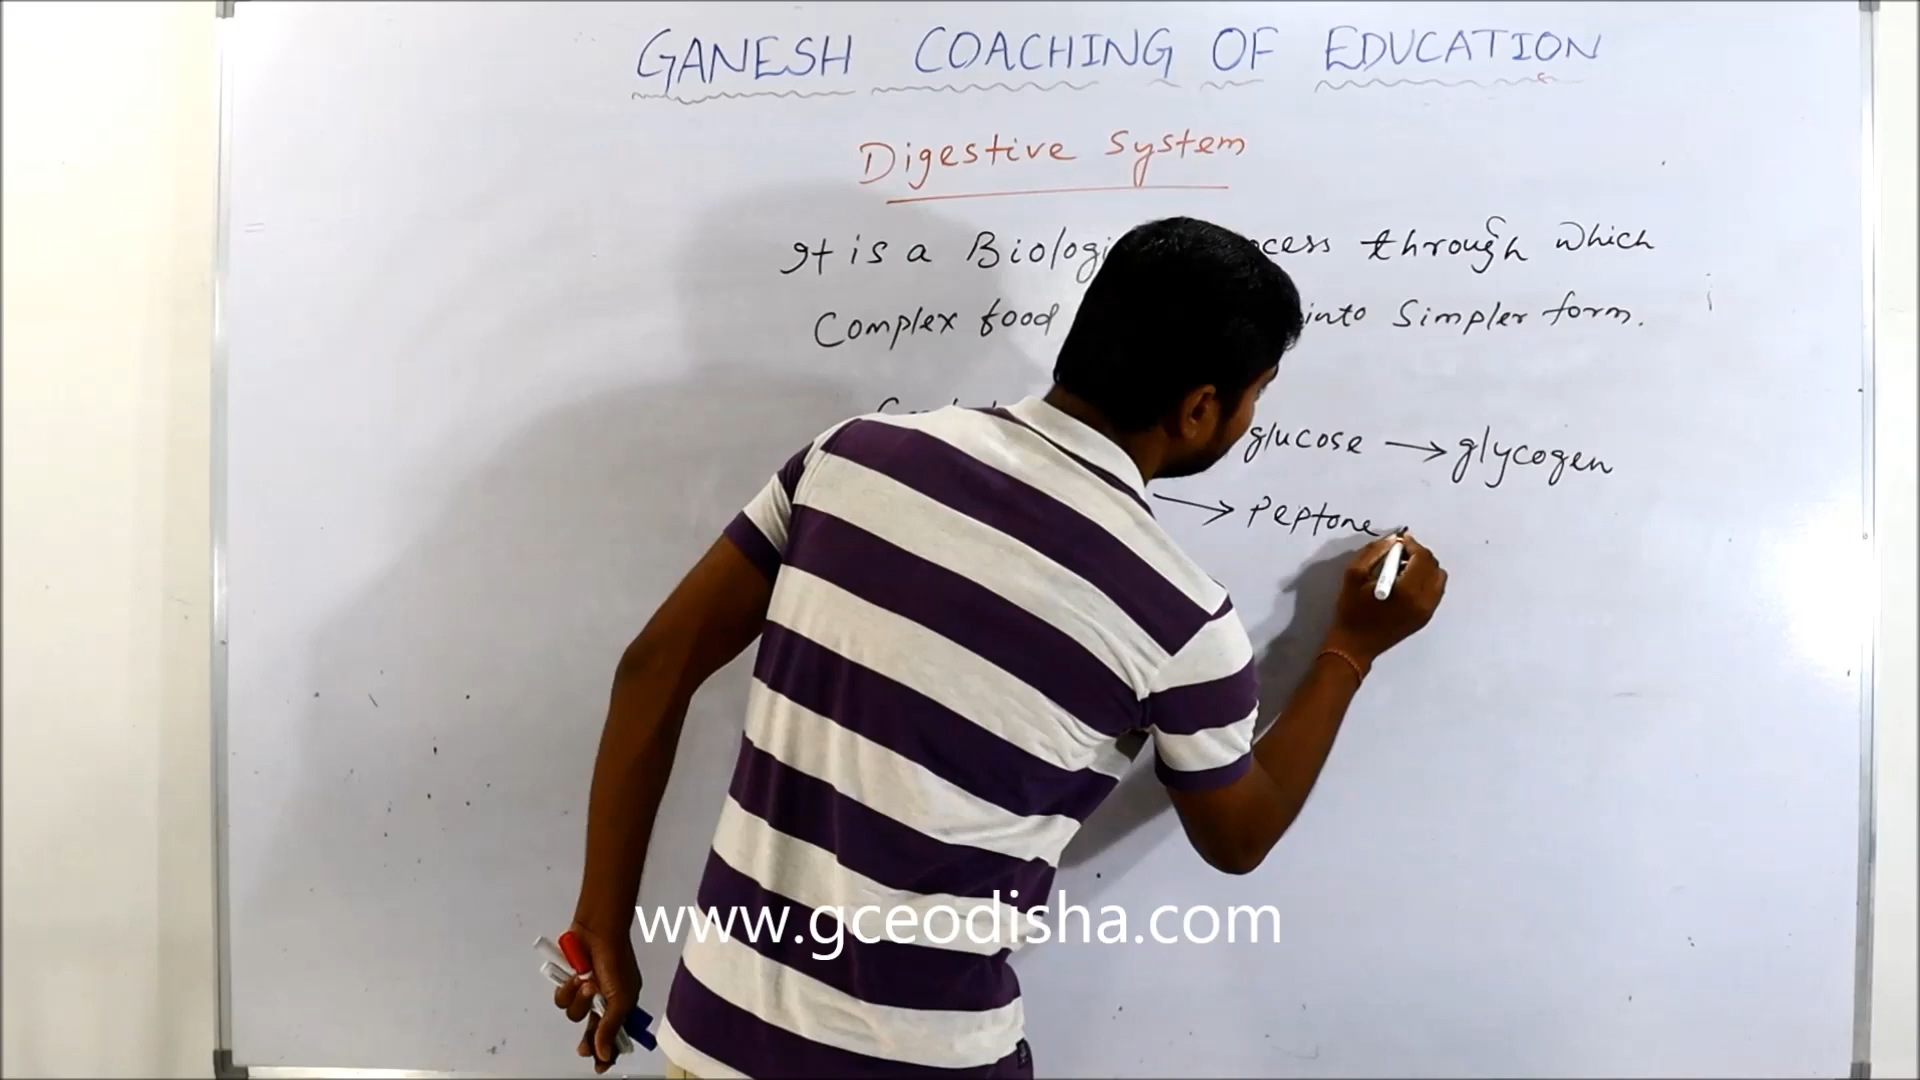 GANESH COACHING OF EDUCATION
Digestive System
It is a Biologi cess through which
Complex food into Simpler form.
glucose → glycogen
→ Peptone
www.gceodisha.com